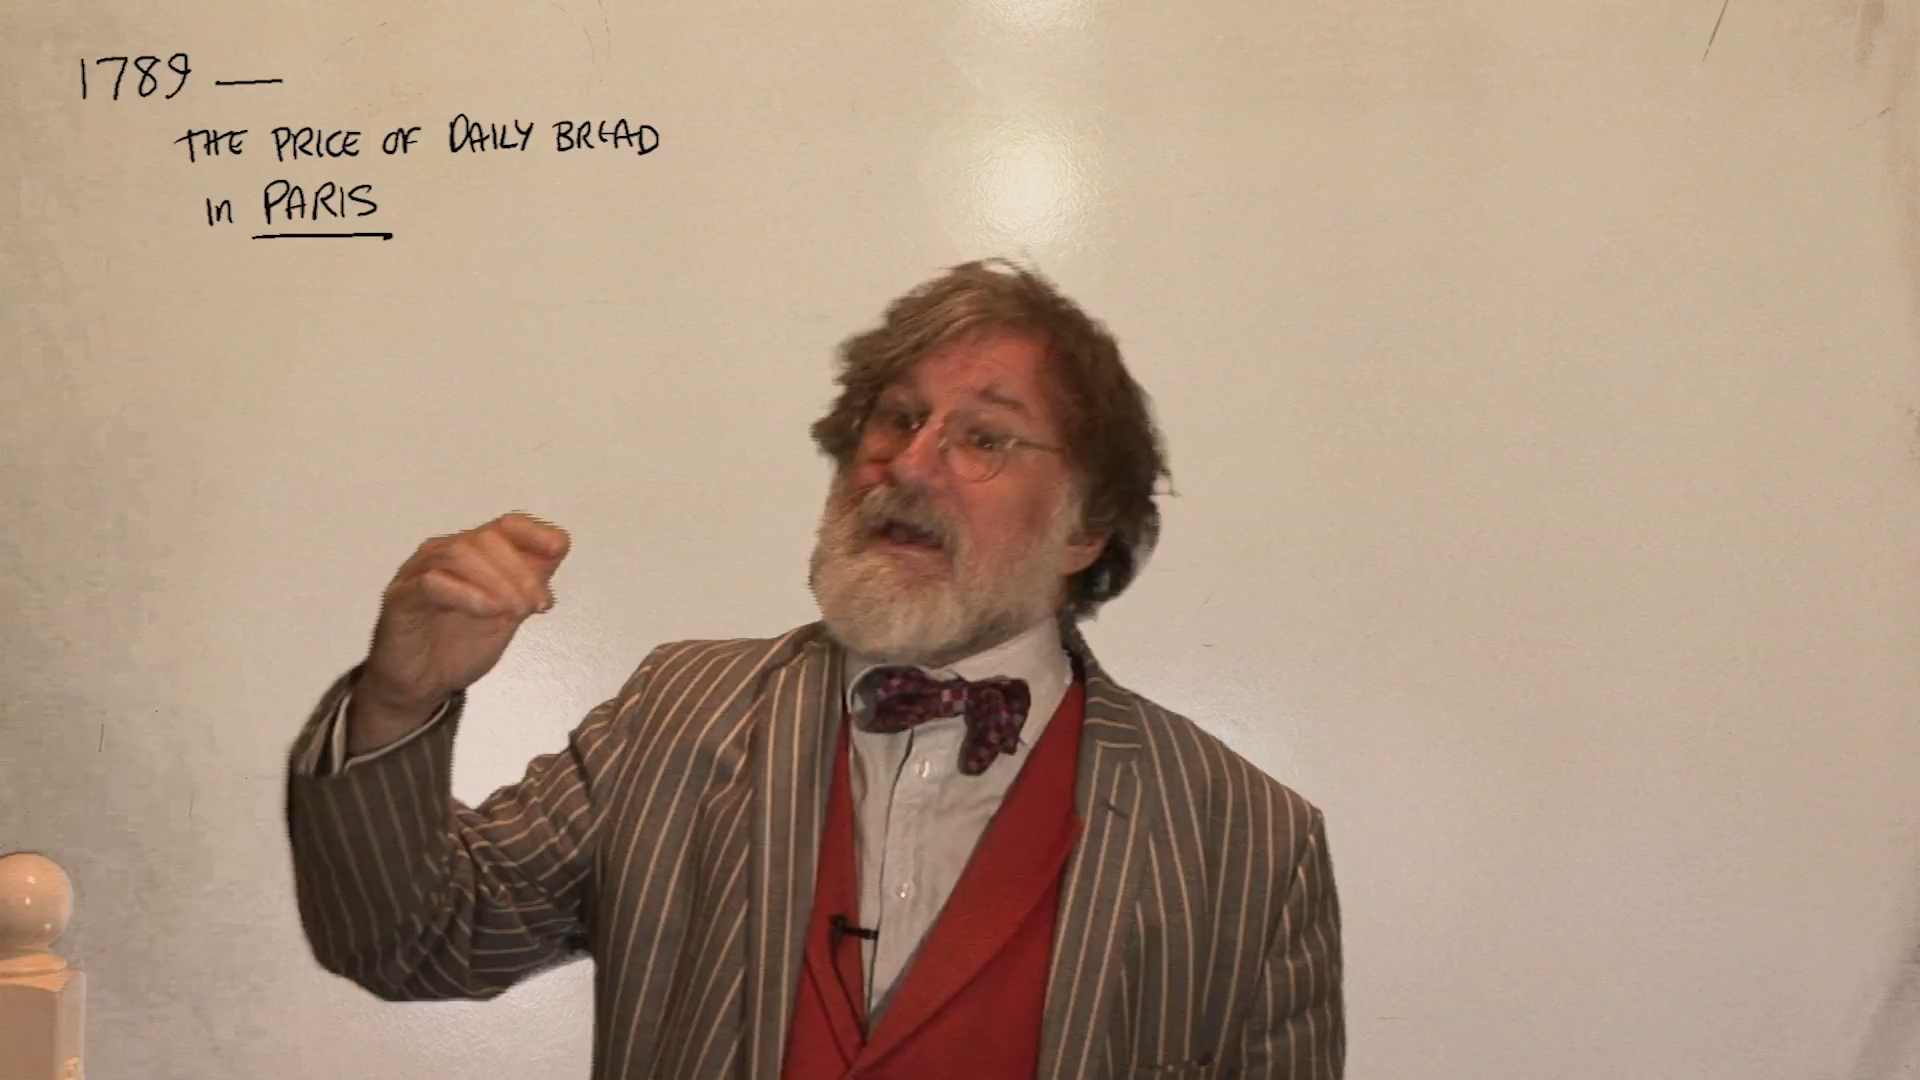 1789 —
THE PRICE OF DAILY BREAD
in PARIS